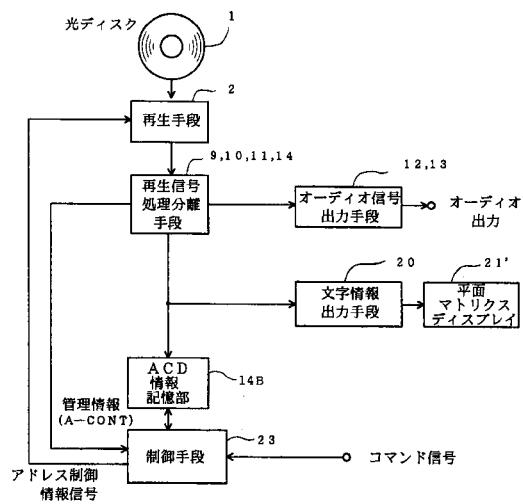 光ディスク
1
2
再生手段
9,10,11,14
再生信号
処理分離
手段
12,13
オーディオ信号
出力手段
オーディオ
出力
20
文字情報
出力手段
21'
平面
マトリクス
ディスプレイ
ACD
情報
記憶部
14B
管理情報
(A-CONT)
23
制御手段
コマンド信号
アドレス制御
情報信号